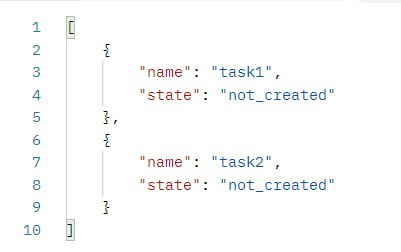 1 [
2     {
3         "name": "task1",
4         "state": "not_created"
5     },
6     {
7         "name": "task2",
8         "state": "not_created"
9     }
10 ]